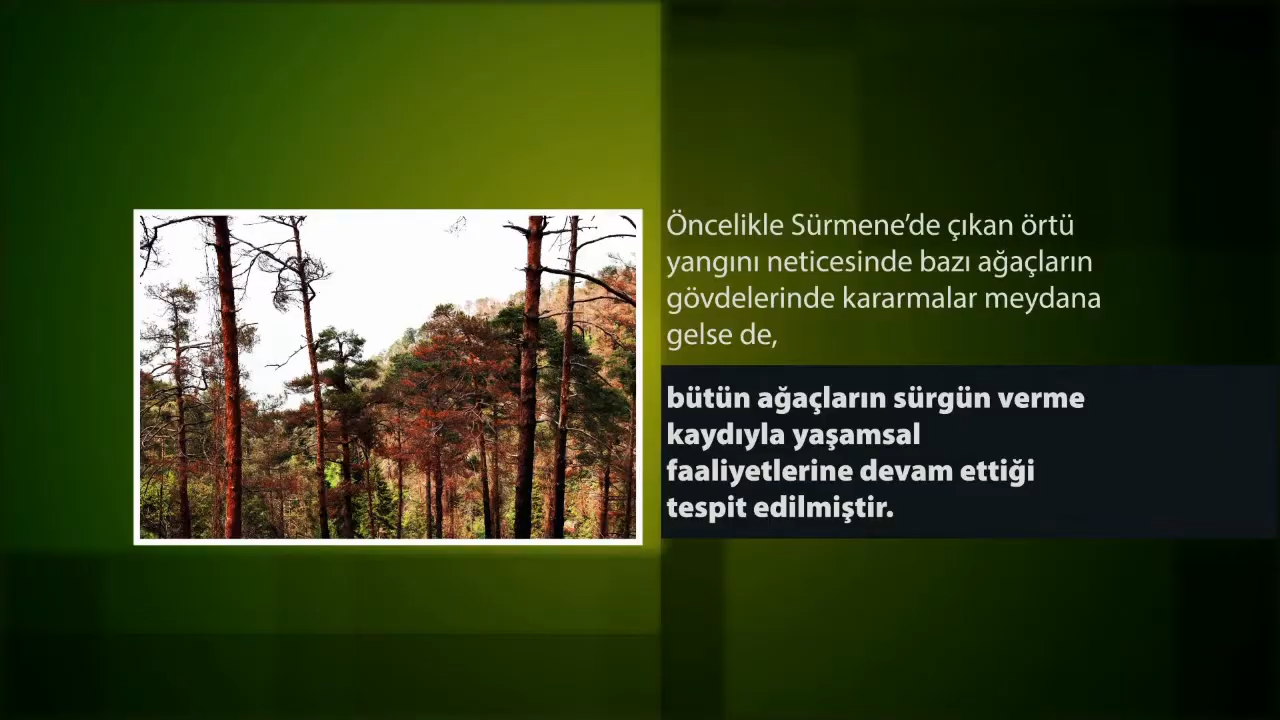 Öncelikle Sürmene’de çıkan örtü
yangını neticesinde bazı ağaçların
gövdelerinde kararmalar meydana
gelse de,
bütün ağaçların sürgün verme
kaydıyla yaşamsal
faaliyetlerine devam ettiği
tespit edilmiştir.